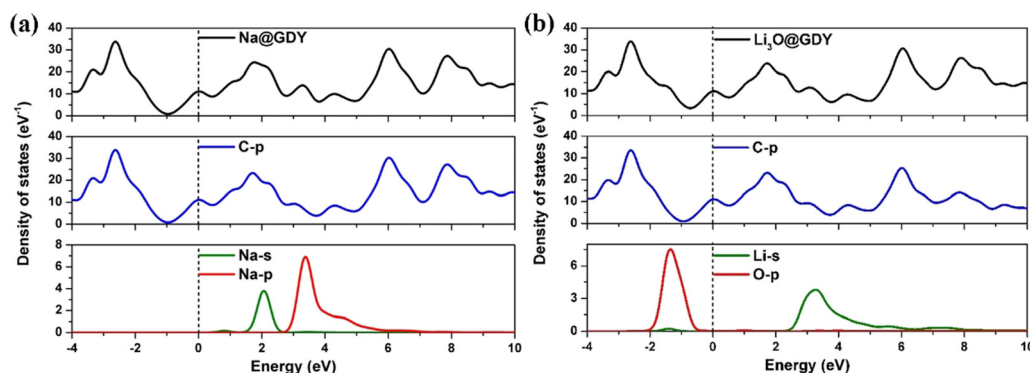 (a)
Density of states (eV⁻¹)
40
30
20
10
0
Na@GDY
40
30
20
10
0
C-p
8
6
4
2
0
Na-s
Na-p
-4 -2 0 2 4 6 8 10
Energy (eV)
(b)
Density of states (eV⁻¹)
40
30
20
10
0
Li₃O@GDY
40
30
20
10
0
C-p
6
3
0
Li-s
O-p
-4 -2 0 2 4 6 8 10
Energy (eV)